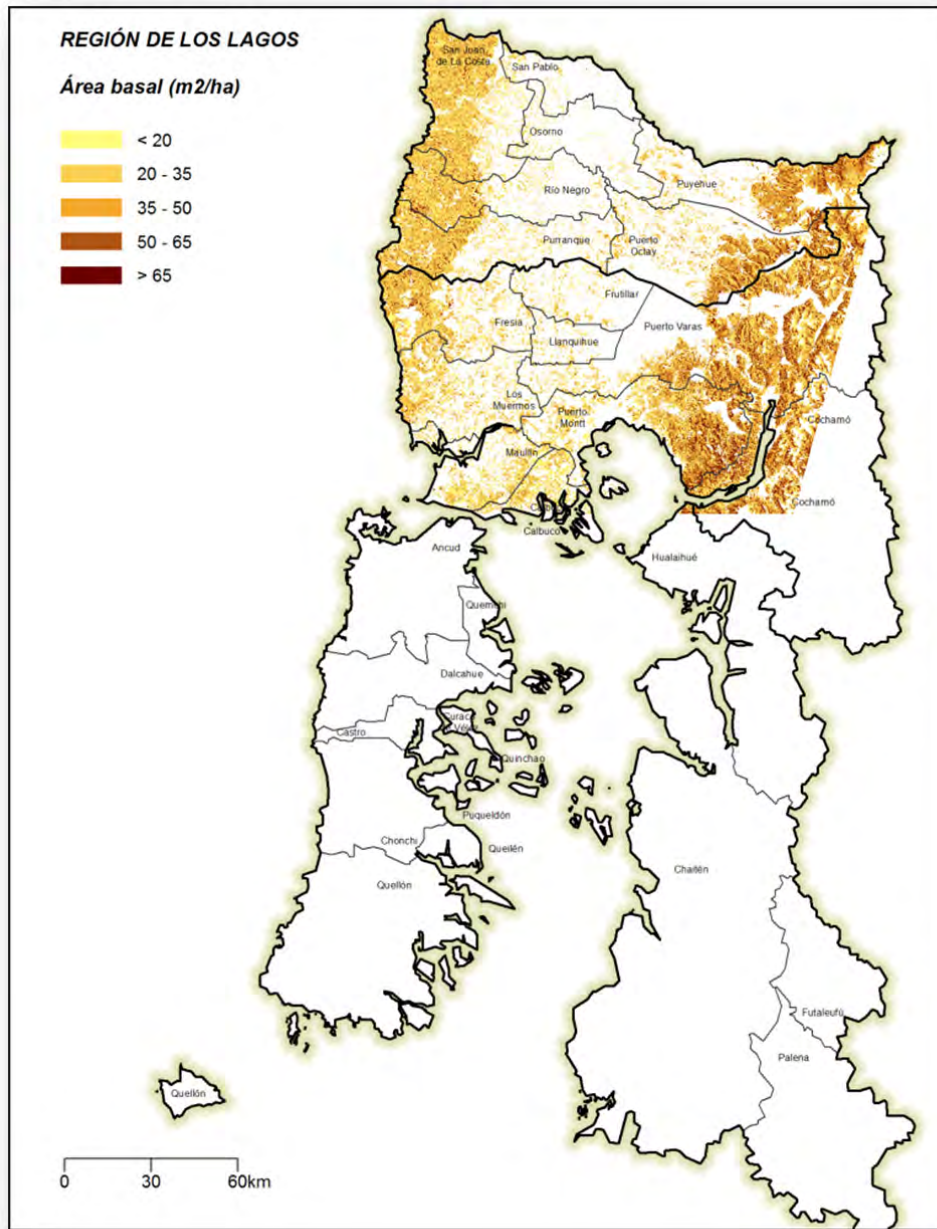 REGIÓN DE LOS LAGOS
Área basal (m2/ha)
< 20
20 - 35
35 - 50
50 - 65
> 65
San Juan
de La Costa
San Pablo
Osorno
Río Negro
Puyehue
Purranque
Puerto
Octay
Frutillar
Fresia
Puerto Varas
Llanquihue
Los
Muermos
Puerto
Montt
Cochamó
Maullín
Cochamó
Calbuco
Ancud
Hualaihué
Quemchi
Dalcahue
Castro
Quinchao
Puqueldón
Chonchi
Queilén
Chaitén
Quellón
Futaleufú
Palena
Quellón
0 30 60km